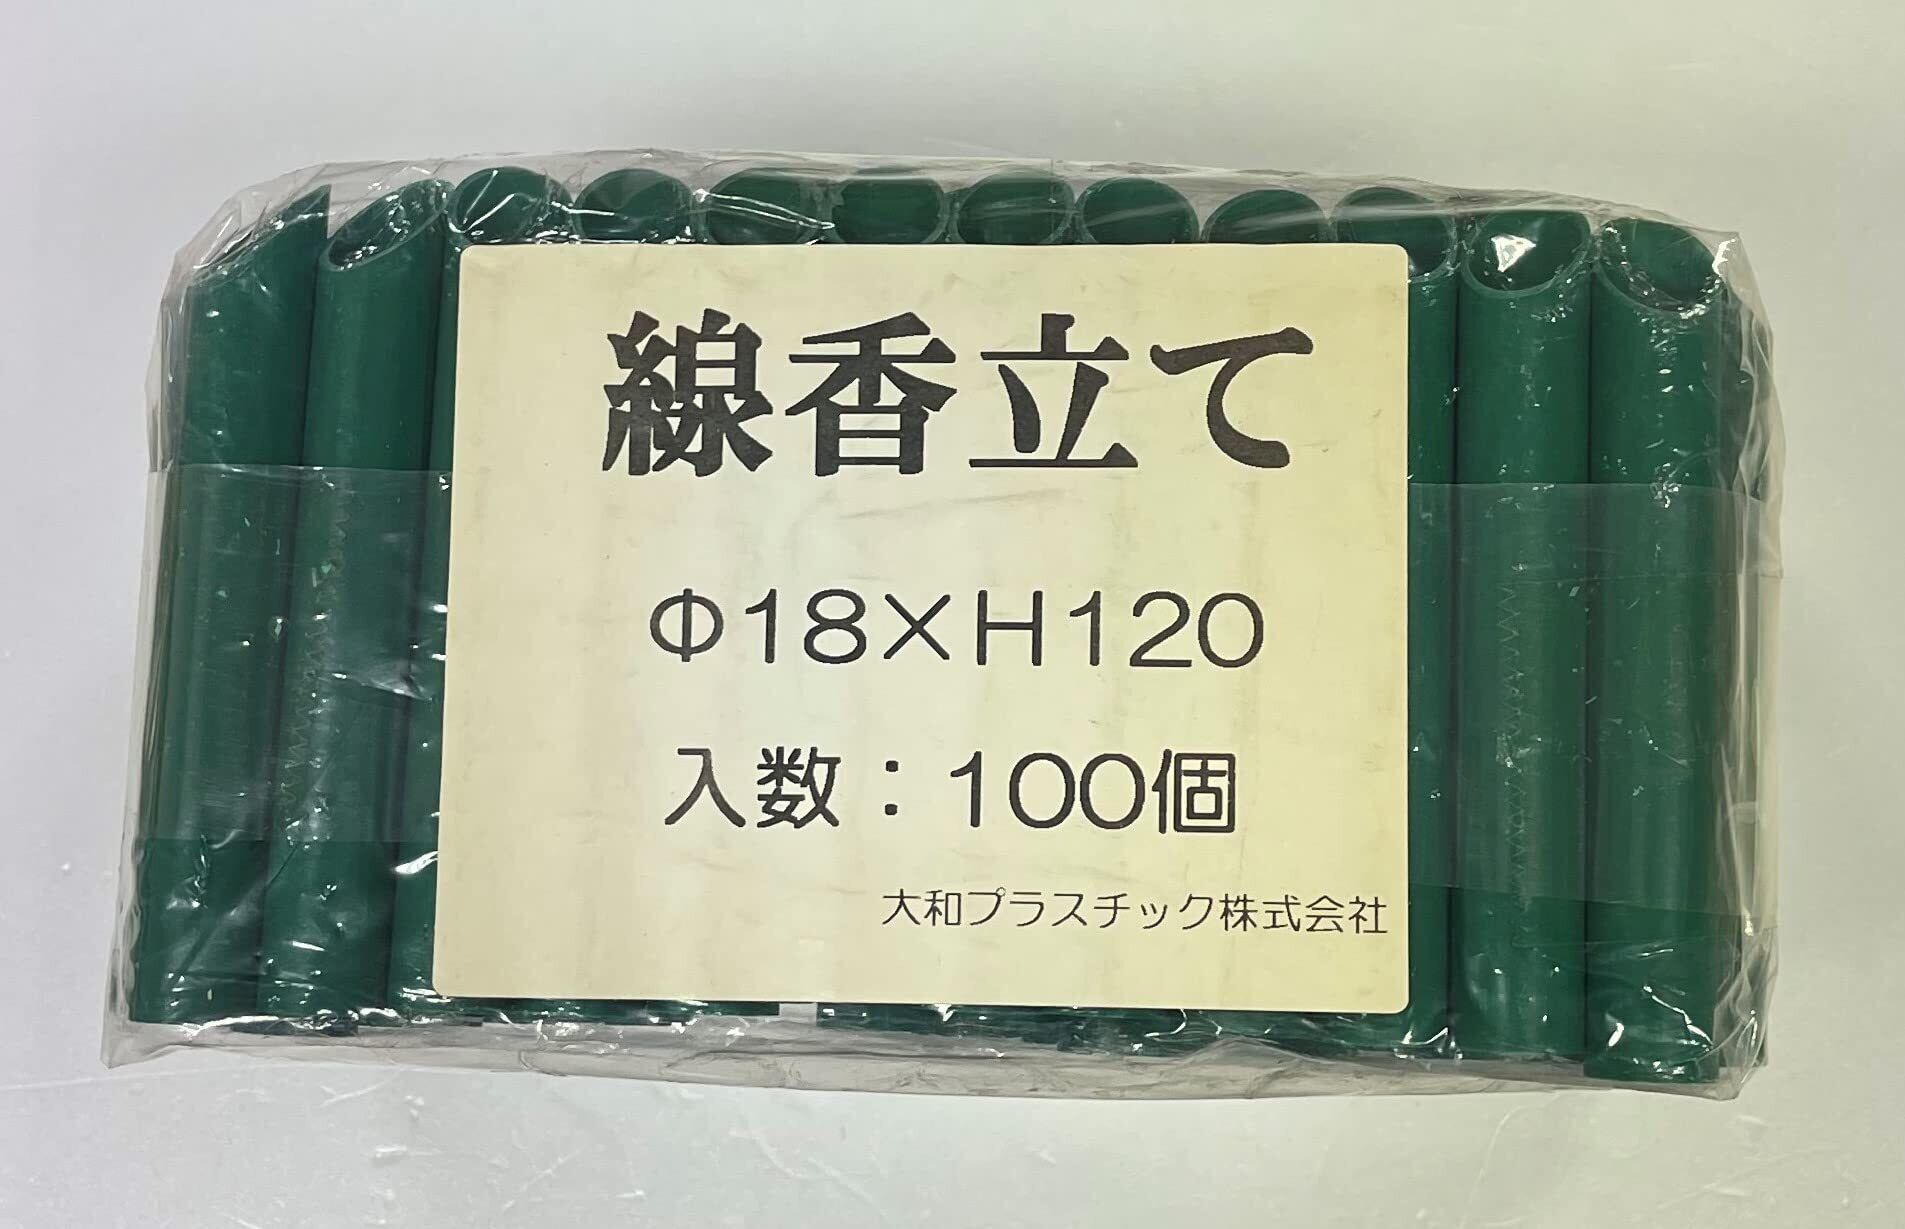 線香立て
Φ18×H120
入数：100個
大和プラスチック株式会社